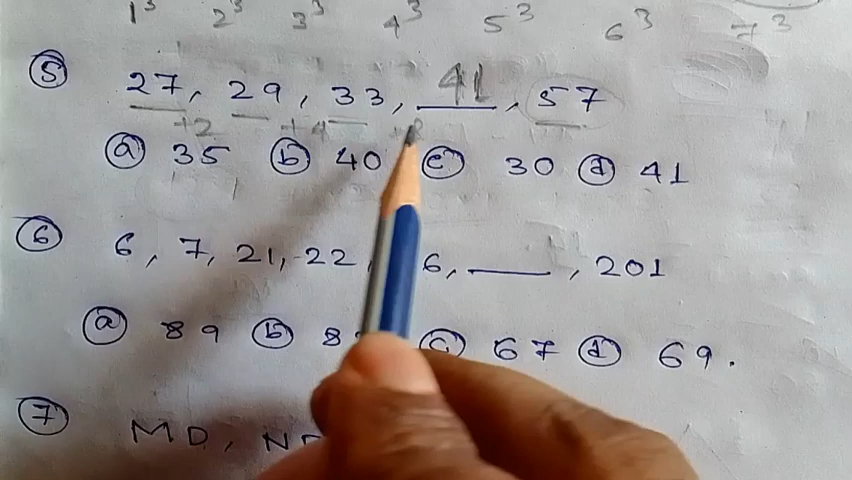 1³ 2³ 3³ 4³ 5³ 6³ 7³
⑤ 27, 29, 33, 41, 57
+2 +4 +8
ⓐ 35 ⓑ 40 ⓒ 30 ⓓ 41
⑥ 6, 7, 21, 22, 6, ____, 201
ⓐ 89 ⓑ 8 ⓒ 67 ⓓ 69.
⑦ MD, N